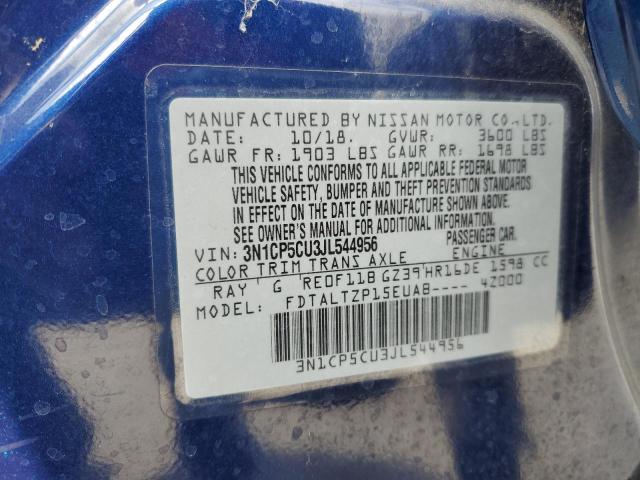 MANUFACTURED BY NISSAN MOTOR CO.,LTD.
DATE: 10/18. GVWR: 3600 LBS
GAWR FR: 1903 LBS GAWR RR: 1698 LBS
THIS VEHICLE CONFORMS TO ALL APPLICABLE FEDERAL MOTOR
VEHICLE SAFETY, BUMPER AND THEFT PREVENTION STANDARDS
IN EFFECT ON THE DATE OF MANUFACTURE SHOWN ABOVE.
SEE OWNER'S MANUAL FOR ADDITIONAL INFORMATION.
VIN: 3N1CP5CU3JL544956 PASSENGER CAR.
COLOR TRIM TRANS AXLE ENGINE
RAY' G RE0F11B GZ39'HR16DE 1598 CC
MODEL: FDTALTZP15EUA8---- 4Z000
3N1CP5CU3JL544956